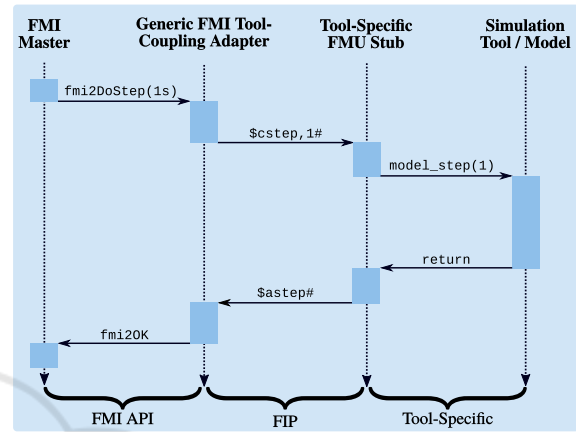 FMI
Master
Generic FMI Tool-
Coupling Adapter
Tool-Specific
FMU Stub
Simulation
Tool / Model
fmi2DoStep(1s)
$cstep,1#
model_step(1)
return
$astep#
fmi2OK
FMI API
FIP
Tool-Specific